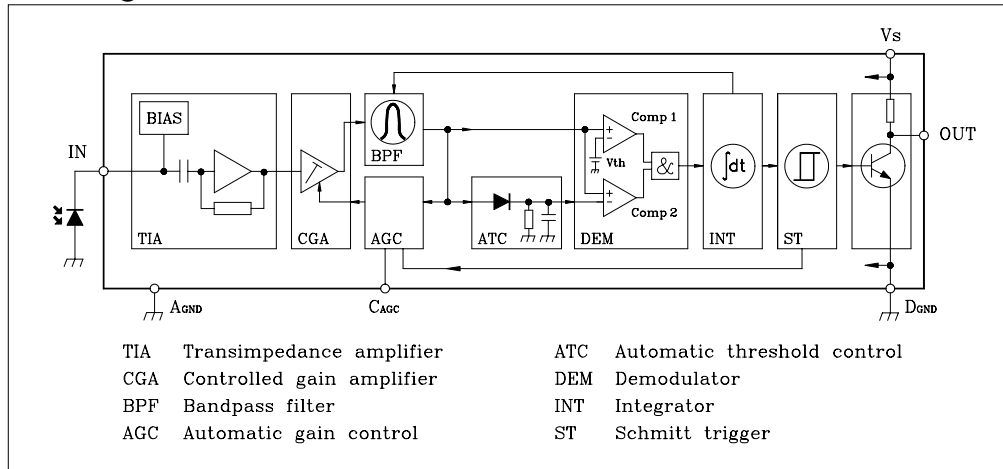 Vs
BIAS
Comp 1
IN
OUT
BPF
Vth
&
∫dt
Comp 2
TIA
CGA
AGC
ATC
DEM
INT
ST
AGND
CAGC
DGND
TIA Transimpedance amplifier
CGA Controlled gain amplifier
BPF Bandpass filter
AGC Automatic gain control
ATC Automatic threshold control
DEM Demodulator
INT Integrator
ST Schmitt trigger